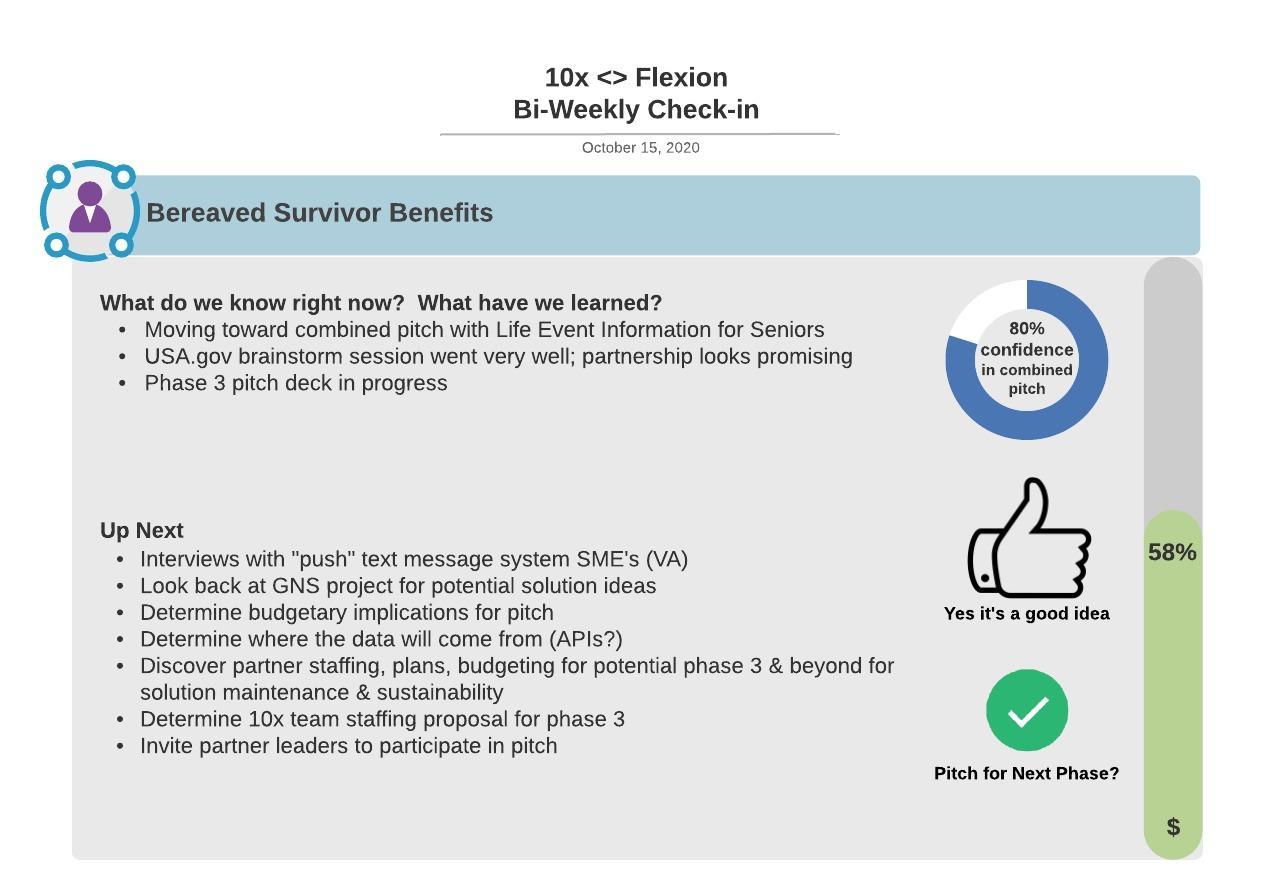 10x <> Flexion
Bi-Weekly Check-in
October 15, 2020
Bereaved Survivor Benefits
What do we know right now?  What have we learned?
• Moving toward combined pitch with Life Event Information for Seniors
• USA.gov brainstorm session went very well; partnership looks promising
• Phase 3 pitch deck in progress
80%
confidence
in combined
pitch
Up Next
• Interviews with "push" text message system SME's (VA)
• Look back at GNS project for potential solution ideas
• Determine budgetary implications for pitch
• Determine where the data will come from (APIs?)
• Discover partner staffing, plans, budgeting for potential phase 3 & beyond for
solution maintenance & sustainability
• Determine 10x team staffing proposal for phase 3
• Invite partner leaders to participate in pitch
Yes it's a good idea
Pitch for Next Phase?
58%
$